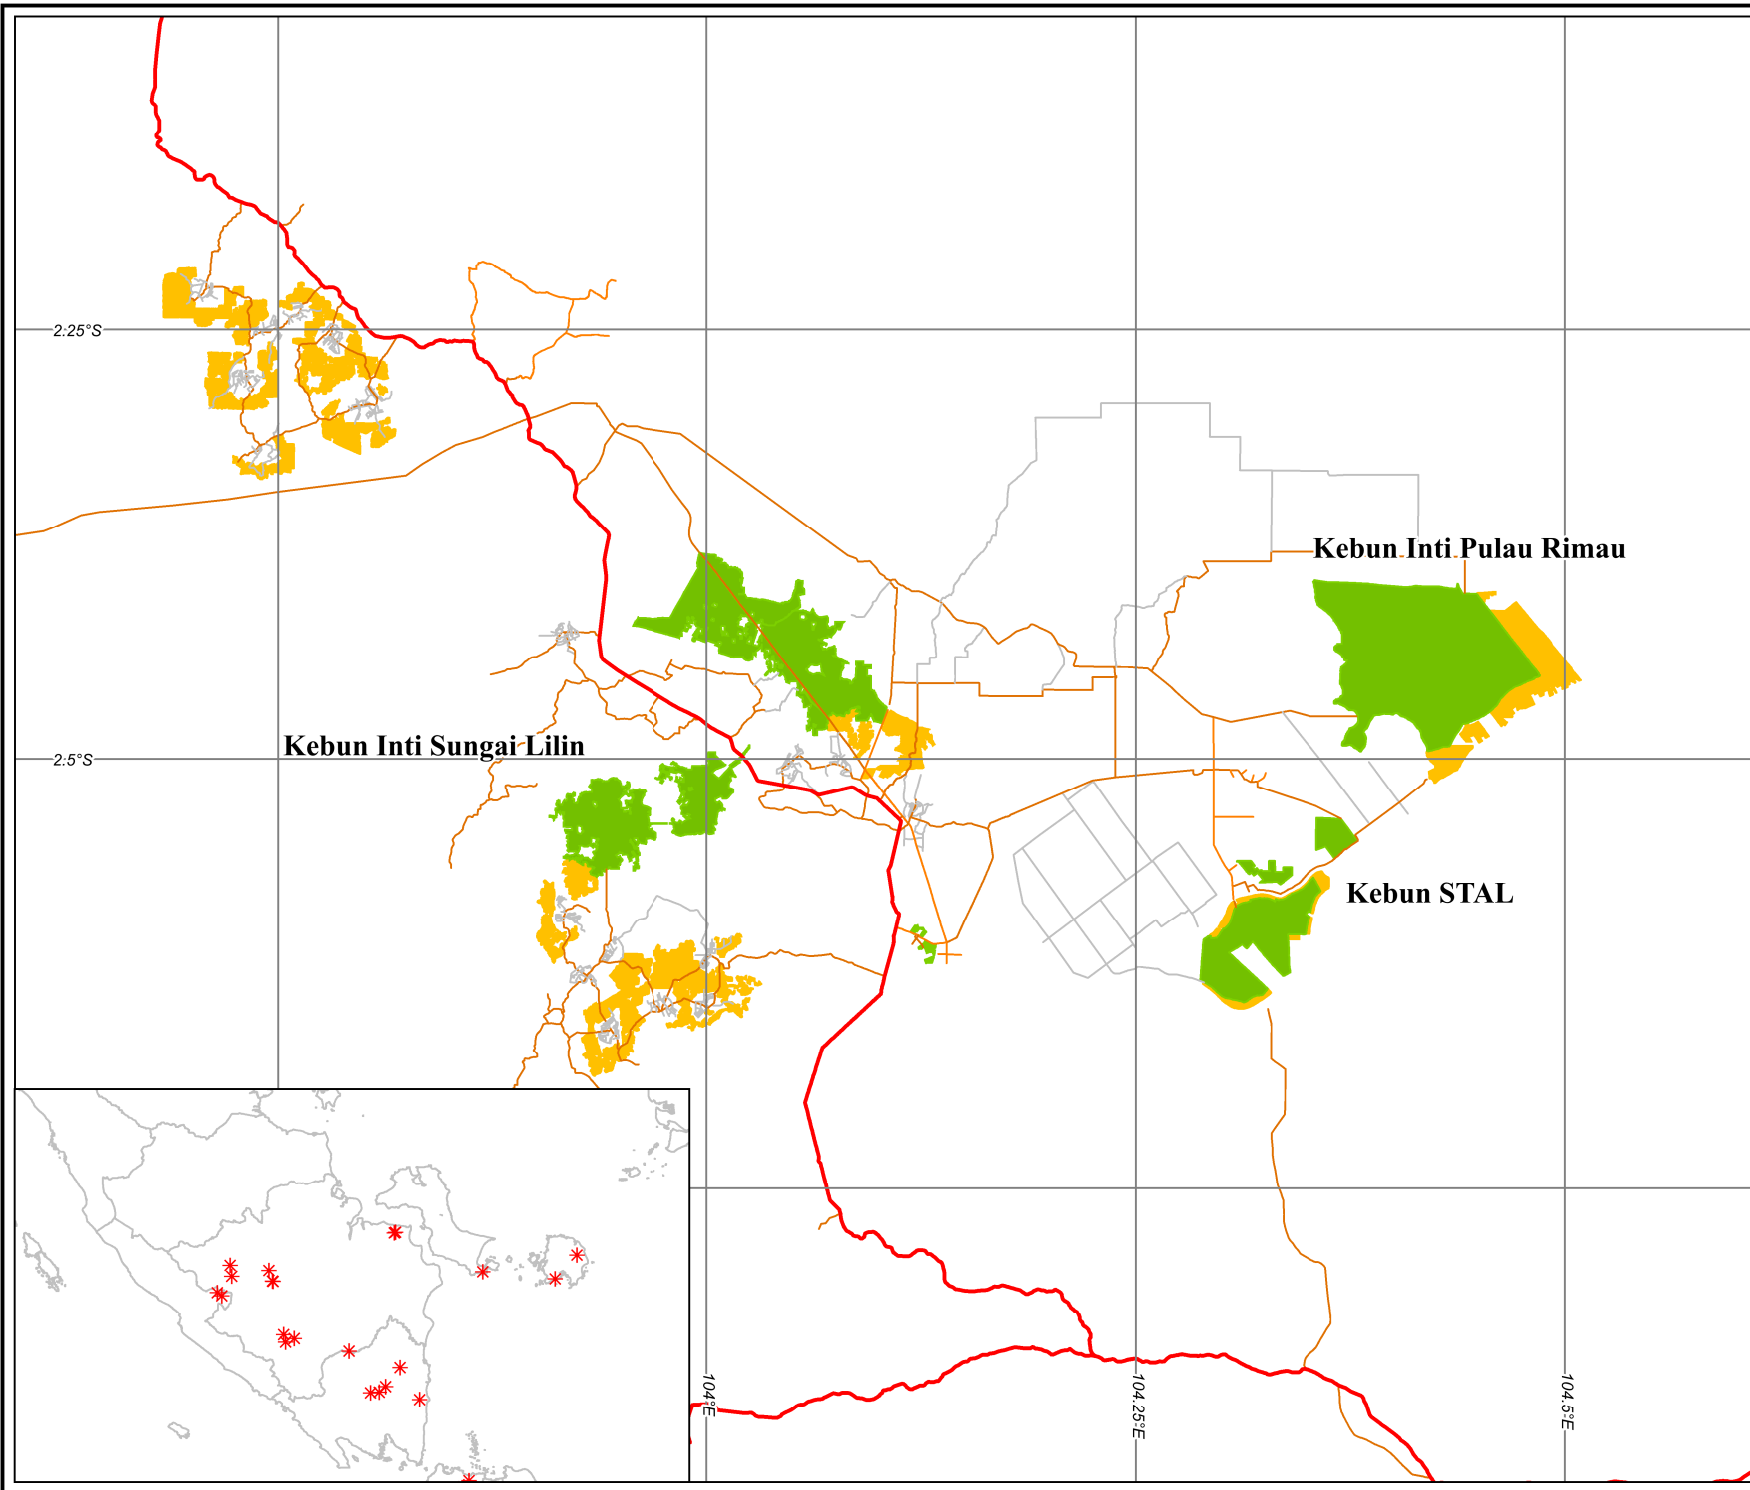 2.25°S
Kebun Inti Pulau Rimau
Kebun Inti Sungai Lilin
2.5°S
Kebun STAL
104°E
104.25°E
104.5°E